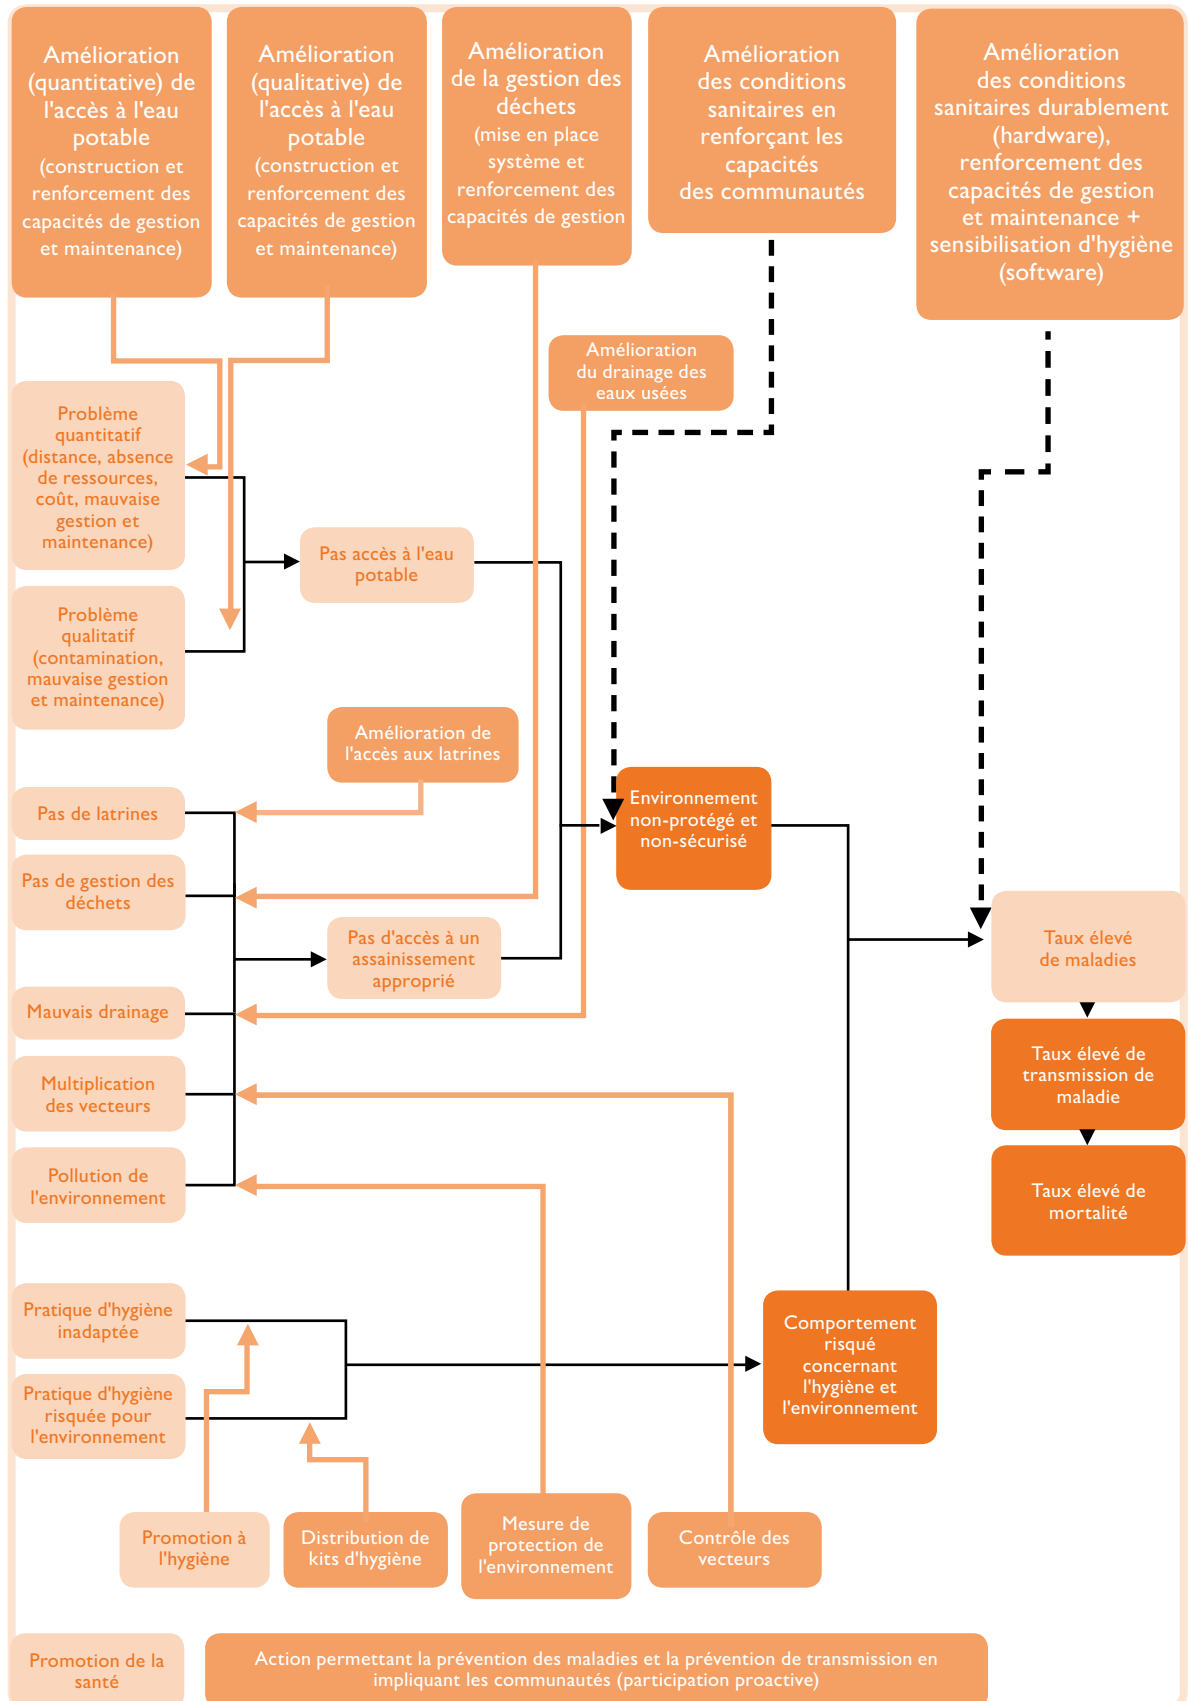 Amélioration
(quantitative) de
l'accès à l'eau
potable
(construction et
renforcement des
capacités de gestion
et maintenance)
Amélioration
(qualitative) de
l'accès à l'eau
potable
(construction et
renforcement des
capacités de gestion
et maintenance)
Amélioration
de la gestion des
déchets
(mise en place
système et
renforcement des
capacités de gestion
Amélioration
des conditions
sanitaires en
renforçant les
capacités
des communautés
Amélioration
des conditions
sanitaires durablement
(hardware),
renforcement des
capacités de gestion
et maintenance +
sensibilisation d'hygiène
(software)
Amélioration
du drainage des
eaux usées
Problème
quantitatif
(distance, absence
de ressources,
coût, mauvaise
gestion et
maintenance)
Pas accès à l'eau
potable
Problème
qualitatif
(contamination,
mauvaise gestion
et maintenance)
Amélioration de
l'accès aux latrines
Pas de latrines
Environnement
non-protégé et
non-sécurisé
Pas de gestion des
déchets
Pas d'accès à un
assainissement
approprié
Taux élevé
de maladies
Mauvais drainage
Taux élevé de
transmission de
maladie
Multiplication
des vecteurs
Pollution de
l'environnement
Taux élevé de
mortalité
Pratique d'hygiène
inadaptée
Comportement
risqué
concernant
l'hygiène et
l'environnement
Pratique d'hygiène
risquée pour
l'environnement
Promotion à
l'hygiène
Distribution de
kits d'hygiène
Mesure de
protection de
l'environnement
Contrôle des
vecteurs
Promotion de la
santé
Action permettant la prévention des maladies et la prévention de transmission en
impliquant les communautés (participation proactive)